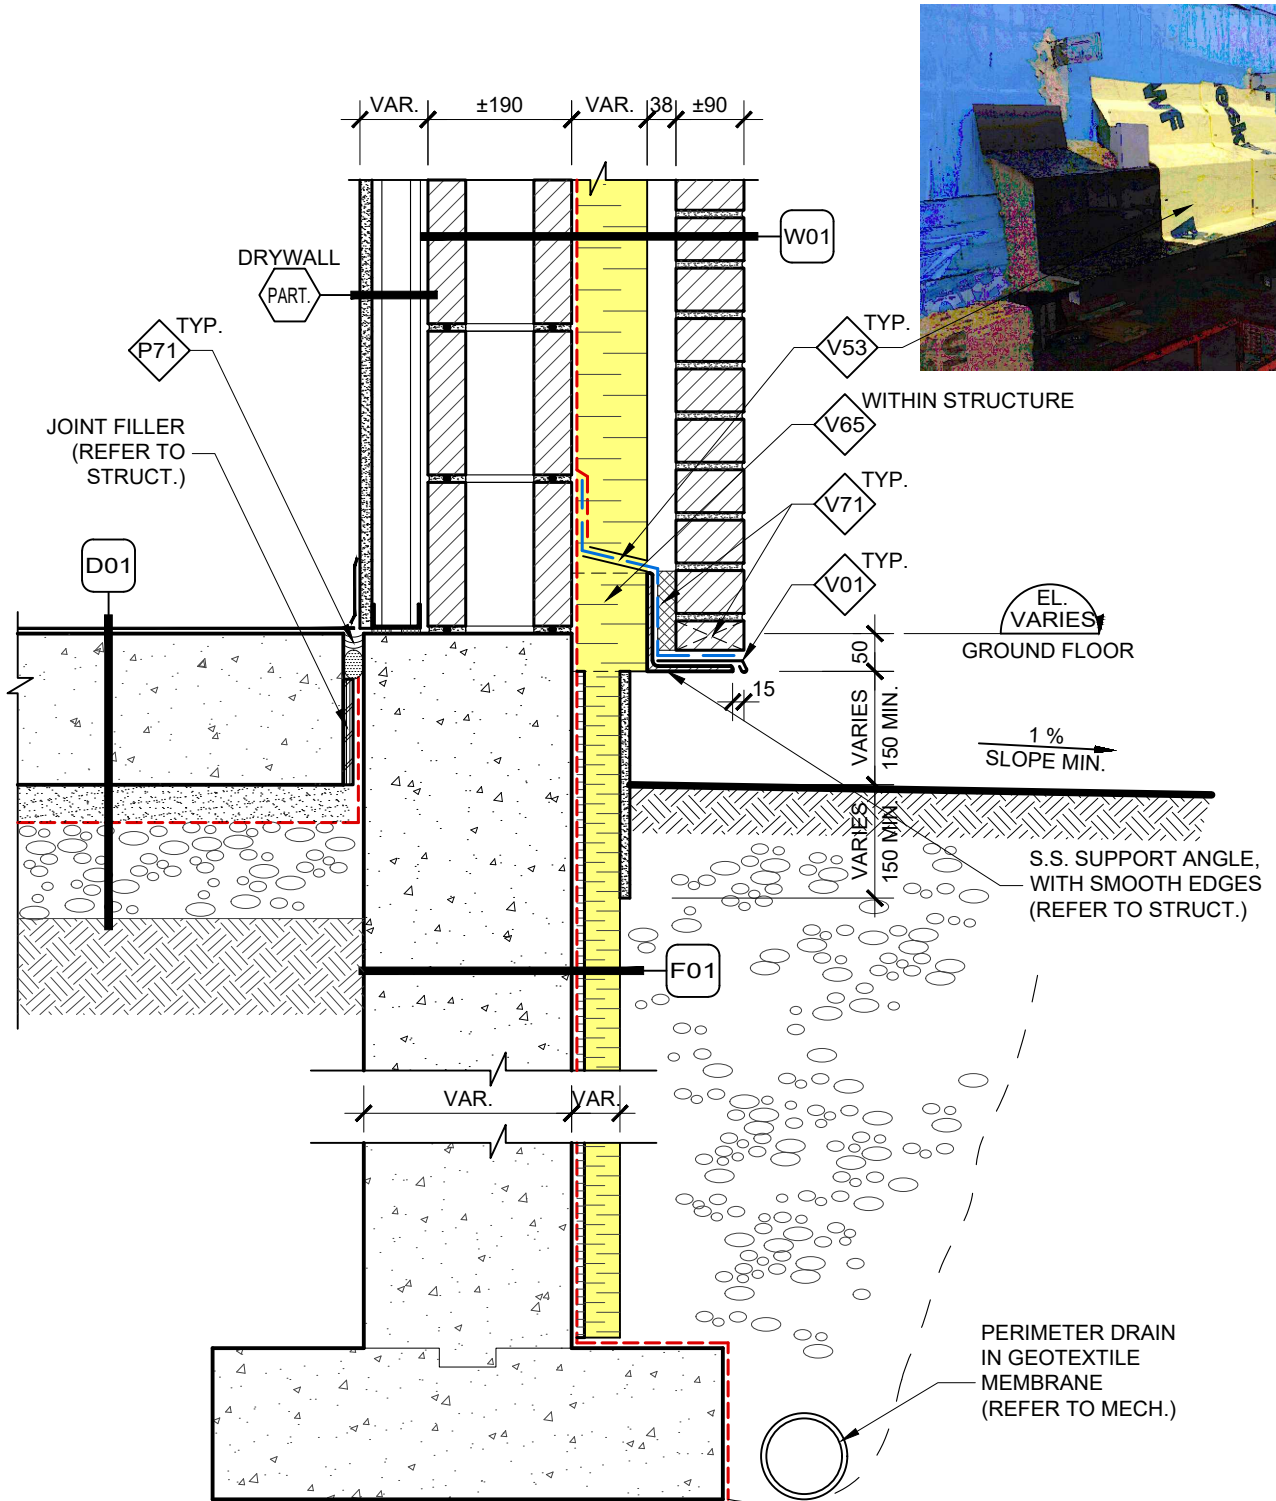 VAR.
±190
VAR.
38
±90
W01
DRYWALL
PART.
TYP.
P71
TYP.
V53
WITHIN STRUCTURE
V65
JOINT FILLER
(REFER TO
STRUCT.)
TYP.
V71
D01
TYP.
V01
EL.
VARIES
GROUND FLOOR
50
15
VARIES
150 MIN.
1 %
SLOPE MIN.
VARIES
150 MIN.
S.S. SUPPORT ANGLE,
WITH SMOOTH EDGES
(REFER TO STRUCT.)
F01
VAR.
VAR.
PERIMETER DRAIN
IN GEOTEXTILE
MEMBRANE
(REFER TO MECH.)